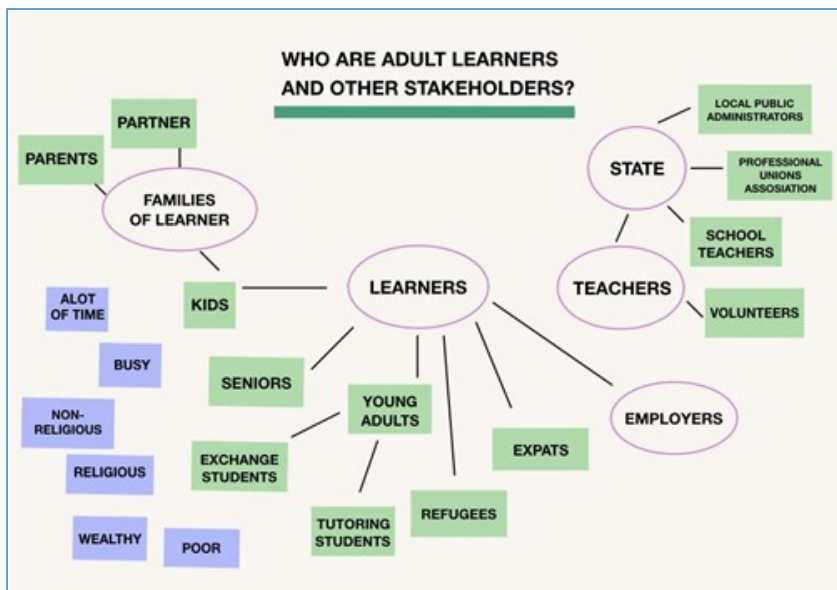 WHO ARE ADULT LEARNERS
AND OTHER STAKEHOLDERS?
PARTNER
PARENTS
FAMILIES
OF LEARNER
KIDS
LOCAL PUBLIC
ADMINISTRATORS
STATE
PROFESSIONAL
UNIONS
ASSOSIATION
SCHOOL
TEACHERS
TEACHERS
VOLUNTEERS
LEARNERS
SENIORS
YOUNG
ADULTS
EXCHANGE
STUDENTS
TUTORING
STUDENTS
REFUGEES
EXPATS
EMPLOYERS
ALOT
OF TIME
BUSY
NON-
RELIGIOUS
RELIGIOUS
WEALTHY
POOR